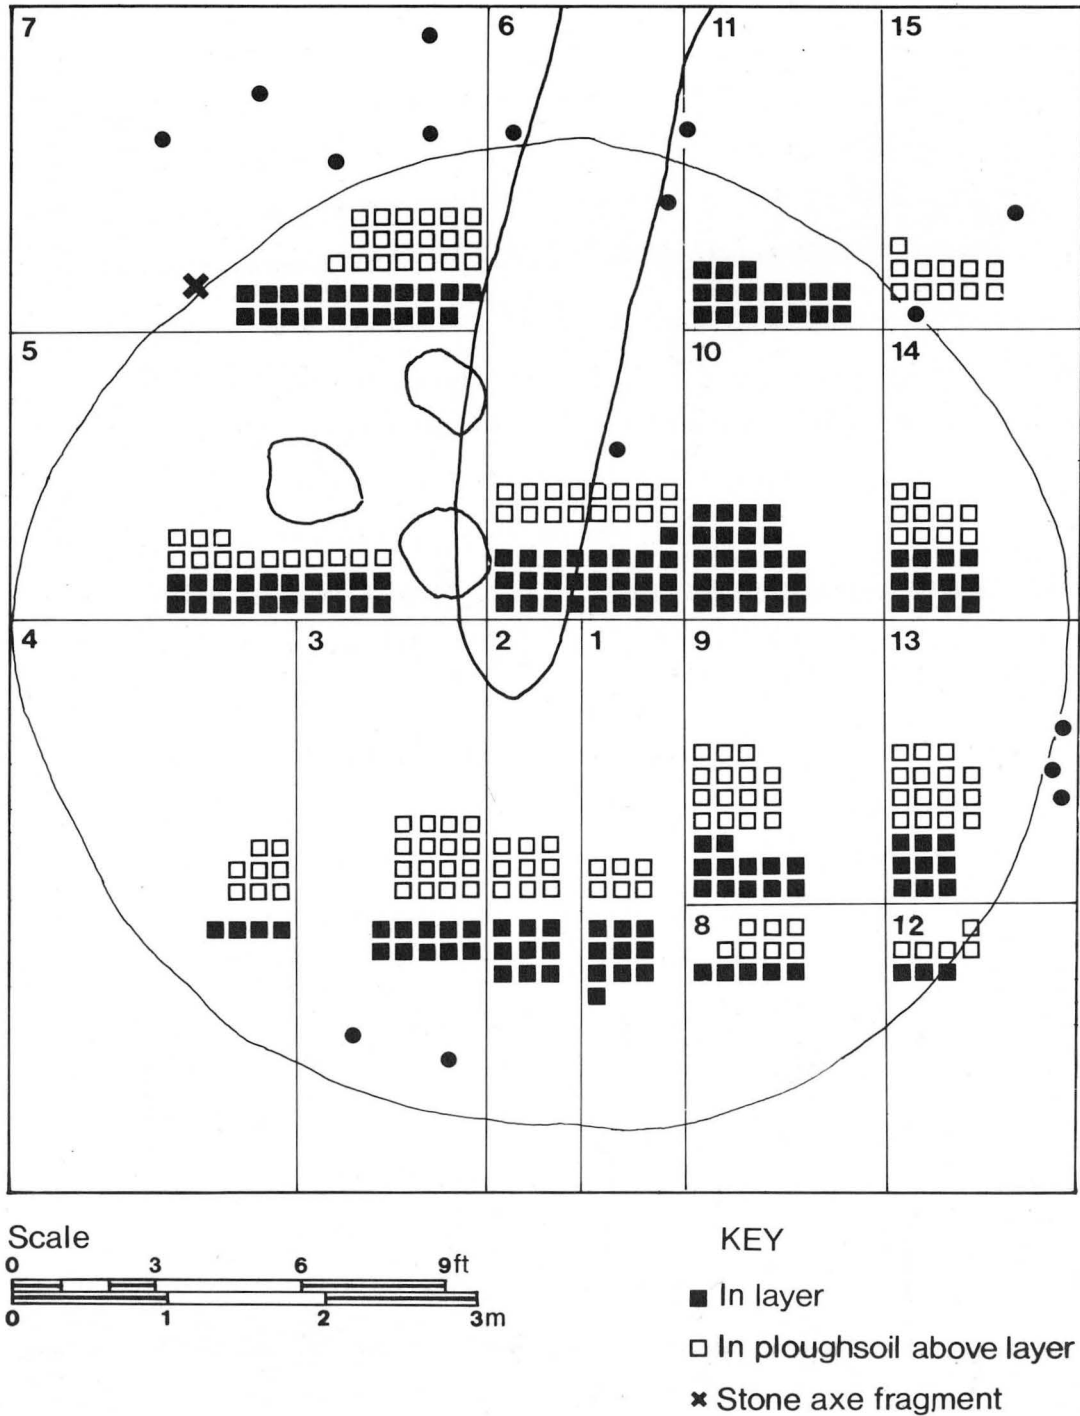 7 6 11 15
5 10 14
4 3 2 1 9 13
8 12
Scale
0 3 6 9ft
0 1 2 3m
KEY
In layer
In ploughsoil above layer
Stone axe fragment